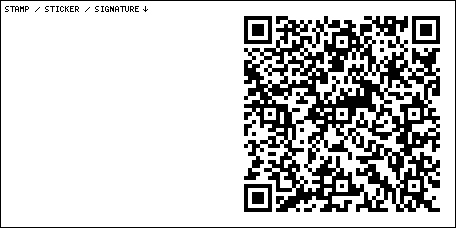 STAMP / STICKER / SIGNATURE ↓